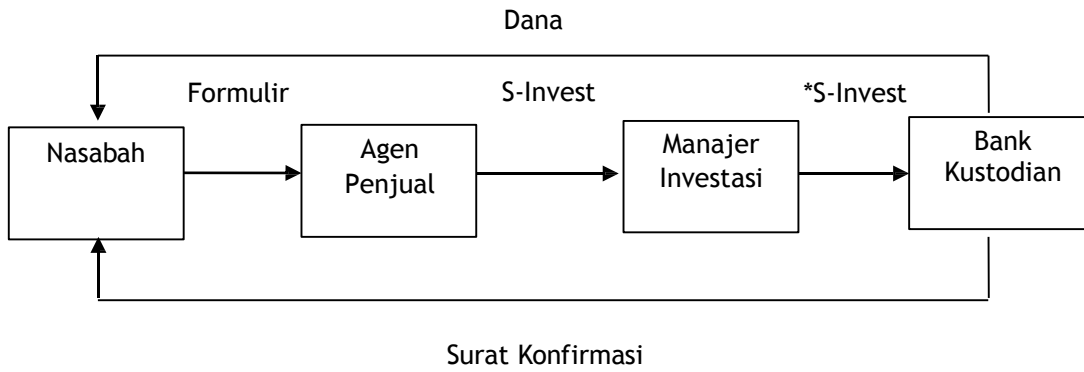 Dana
Formulir
S-Invest
*S-Invest
Nasabah
Agen
Penjual
Manajer
Investasi
Bank
Kustodian
Surat Konfirmasi